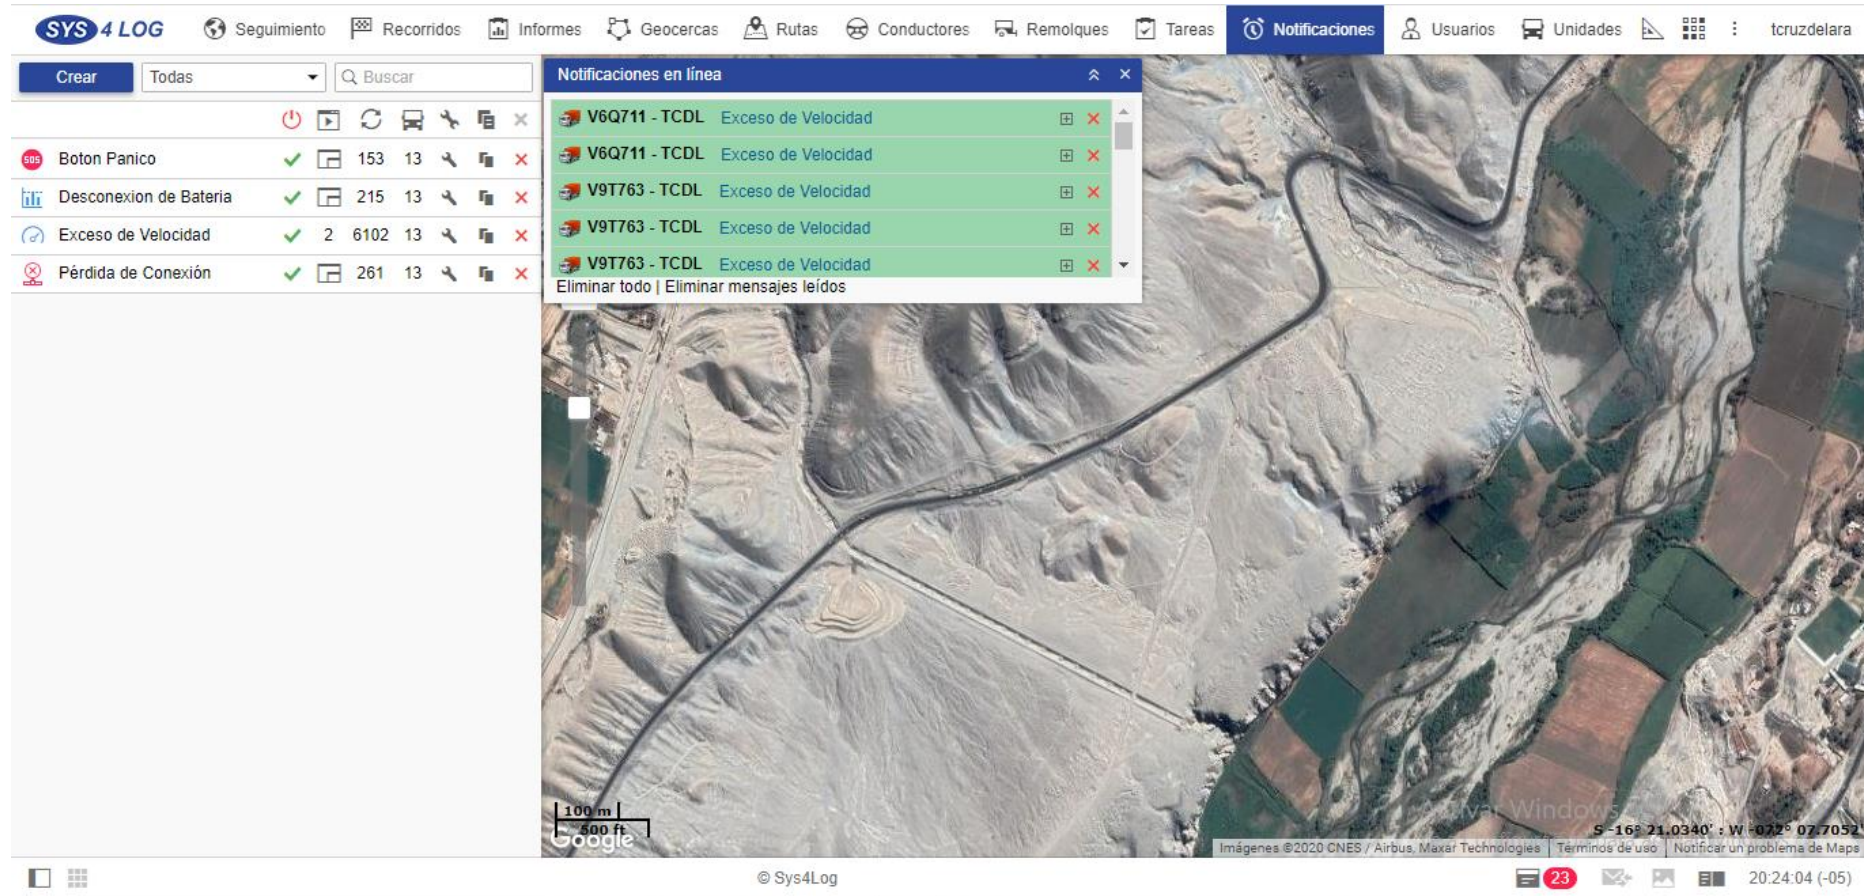 SYS 4 LOG Seguimiento Recorridos Informes Geocercas Rutas Conductores Remolques Tareas Notificaciones Usuarios Unidades tcruzdelara
Crear Todas Buscar
SOS Boton Panico 153 13
Desconexion de Bateria 215 13
Exceso de Velocidad 2 6102 13
Pérdida de Conexión 261 13
Notificaciones en línea
V6Q711 - TCDL Exceso de Velocidad
V6Q711 - TCDL Exceso de Velocidad
V9T763 - TCDL Exceso de Velocidad
V9T763 - TCDL Exceso de Velocidad
V9T763 - TCDL Exceso de Velocidad
Eliminar todo | Eliminar mensajes leídos
100 m
500 ft
Google
Activar Windows
S -16° 21.0340' : W -072° 07.7052'
Imágenes ©2020 CNES / Airbus, Maxar Technologies Términos de uso Notificar un problema de Maps
© Sys4Log 23 20:24:04 (-05)